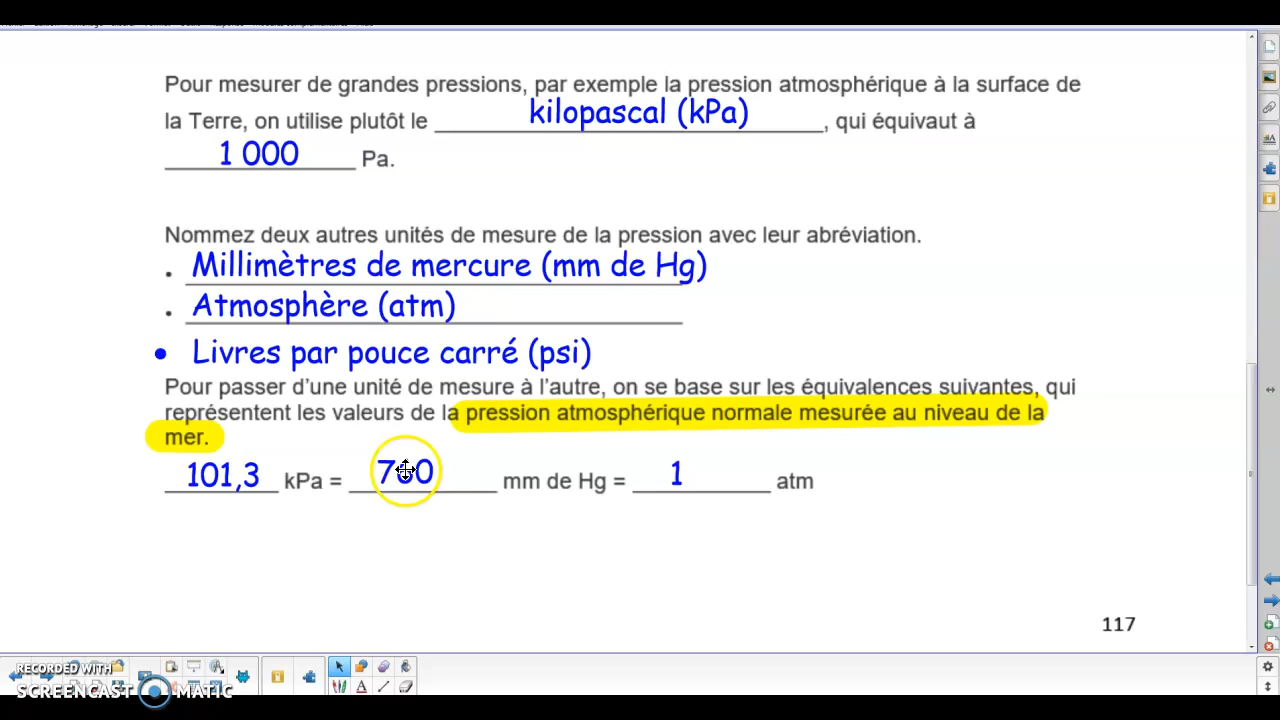 Pour mesurer de grandes pressions, par exemple la pression atmosphérique à la surface de
la Terre, on utilise plutôt le kilopascal (kPa), qui équivaut à
1 000 Pa.
Nommez deux autres unités de mesure de la pression avec leur abréviation.
. Millimètres de mercure (mm de Hg)
. Atmosphère (atm)
• Livres par pouce carré (psi)
Pour passer d'une unité de mesure à l'autre, on se base sur les équivalences suivantes, qui
représentent les valeurs de la pression atmosphérique normale mesurée au niveau de la
mer.
101,3 kPa = 760 mm de Hg = 1 atm
117
RECORDED WITH
SCREENCAST MATIC